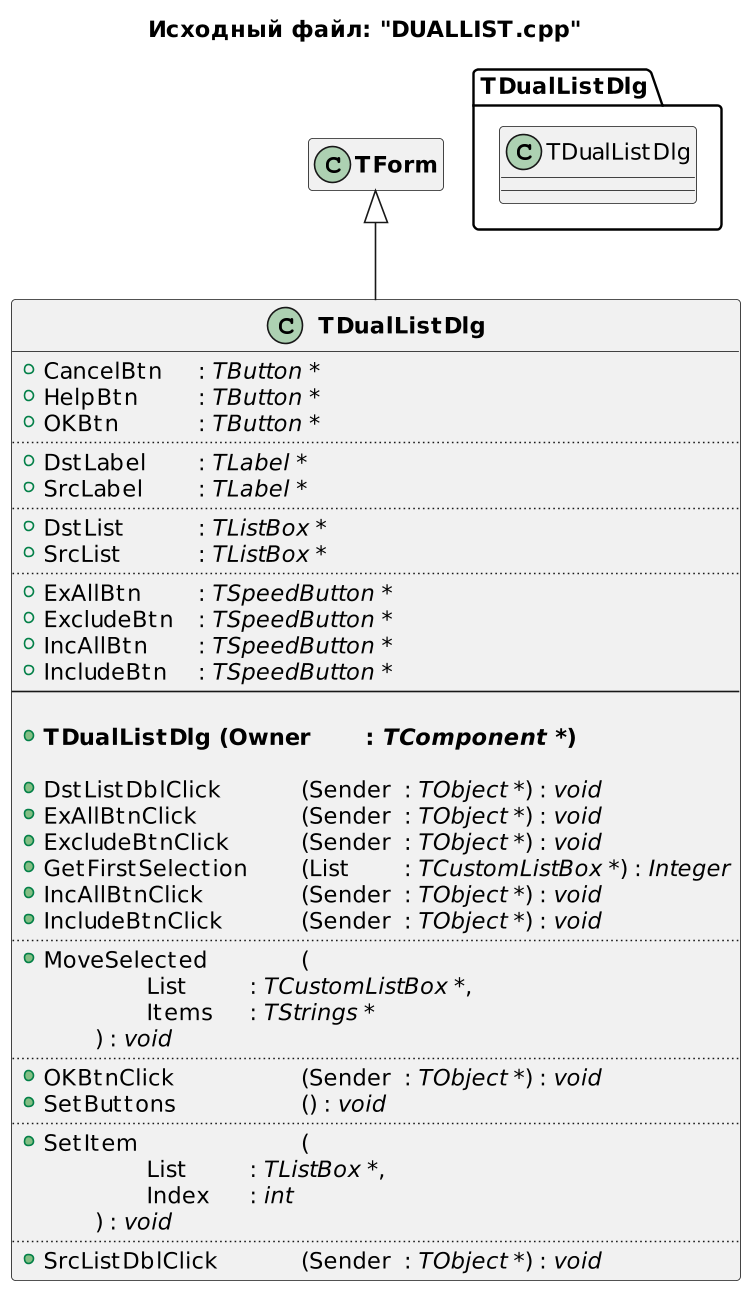 Исходный файл: "DUALLIST.cpp"
TDualListDlg
C TDualListDlg
C TForm
C TDualListDlg
CancelBtn : TButton *
HelpBtn : TButton *
OKBtn : TButton *
DstLabel : TLabel *
SrcLabel : TLabel *
DstList : TListBox *
SrcList : TListBox *
ExAllBtn : TSpeedButton *
ExcludeBtn : TSpeedButton *
IncAllBtn : TSpeedButton *
IncludeBtn : TSpeedButton *
TDualListDlg (Owner : TComponent *)
DstListDblClick (Sender : TObject *) : void
ExAllBtnClick (Sender : TObject *) : void
ExcludeBtnClick (Sender : TObject *) : void
GetFirstSelection (List : TCustomListBox *) : Integer
IncAllBtnClick (Sender : TObject *) : void
IncludeBtnClick (Sender : TObject *) : void
MoveSelected (
List : TCustomListBox *,
Items : TStrings *
) : void
OKBtnClick (Sender : TObject *) : void
SetButtons () : void
SetItem (
List : TListBox *,
Index : int
) : void
SrcListDblClick (Sender : TObject *) : void